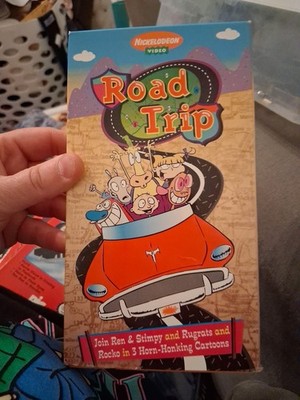 NICKELODEON
VIDEO
Road
Trip
Join Ren & Stimpy and Rugrats and
Rocko in 3 Horn-Honking Cartoons